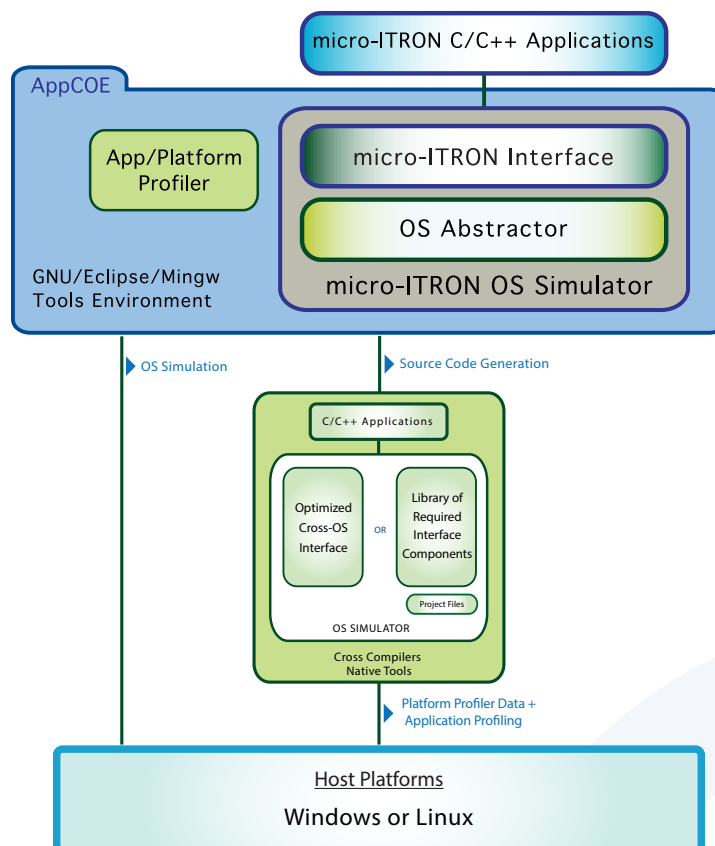 micro-ITRON C/C++ Applications
AppCOE
App/Platform
Profiler
micro-ITRON Interface
OS Abstractor
GNU/Eclipse/Mingw
Tools Environment
micro-ITRON OS Simulator
OS Simulation
Source Code Generation
C/C++ Applications
Optimized
Cross-OS
Interface
OR
Library of
Required
Interface
Components
Project Files
OS SIMULATOR
Cross Compilers
Native Tools
Platform Profiler Data +
Application Profiling
Host Platforms
Windows or Linux